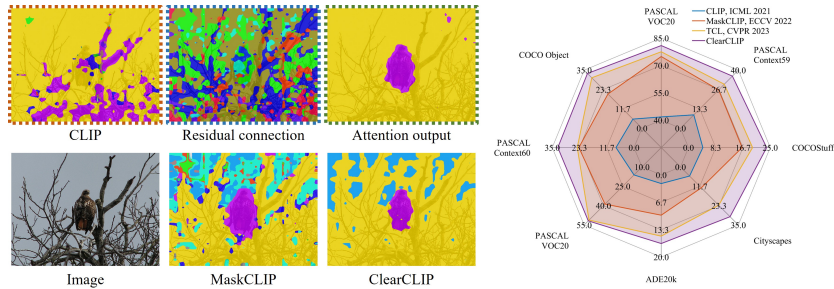 CLIP
Residual connection
Attention output
Image
MaskCLIP
ClearCLIP
CLIP, ICML 2021
MaskCLIP, ECCV 2022
TCL, CVPR 2023
ClearCLIP
PASCAL
VOC20
85.0
70.0
55.0
40.0
PASCAL
Context59
40.0
26.7
13.3
0.0
COCOStuff
25.0
16.7
8.3
0.0
Cityscapes
35.0
23.3
11.7
0.0
ADE20k
20.0
13.3
6.7
0.0
PASCAL
VOC20
55.0
40.0
25.0
10.0
PASCAL
Context60
35.0
23.3
11.7
0.0
COCO Object
35.0
23.3
11.7
0.0